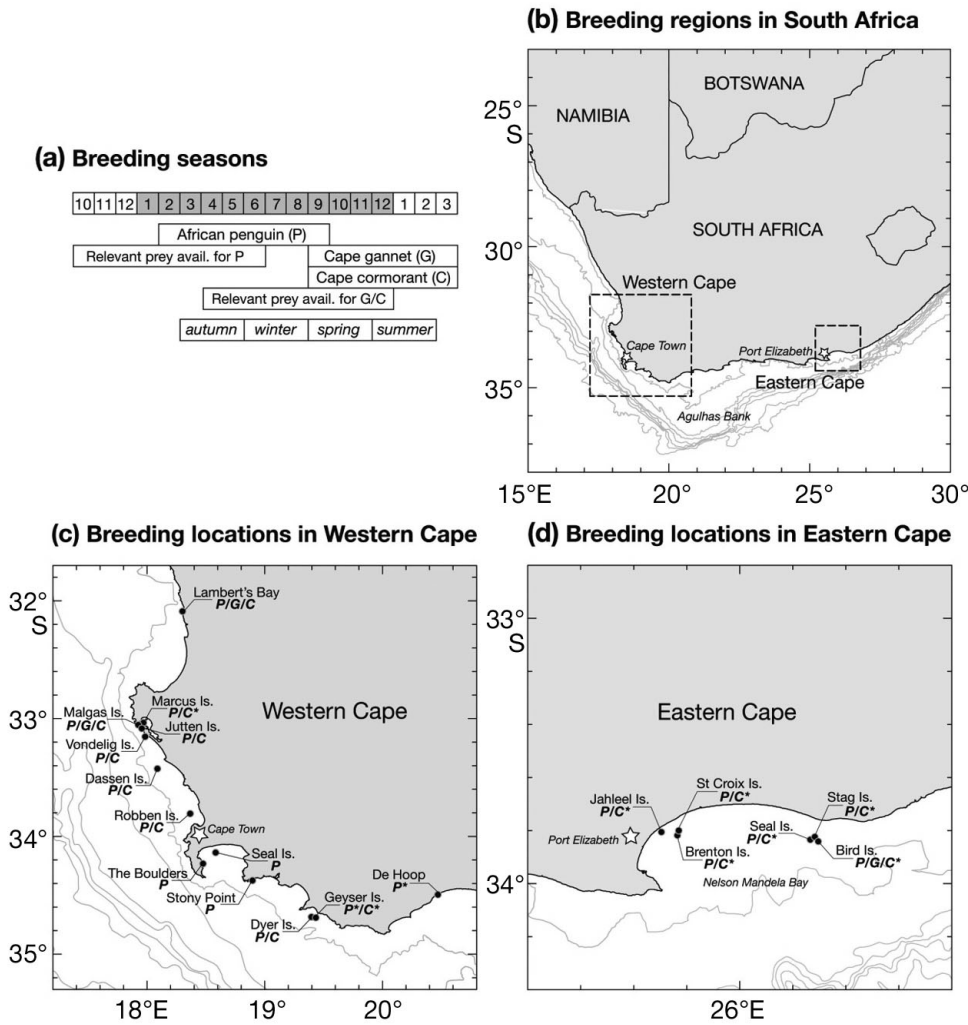 (a) Breeding seasons
10 11 12 1 2 3 4 5 6 7 8 9 10 11 12 1 2 3
African penguin (P)
Relevant prey avail. for P
Cape gannet (G)
Cape cormorant (C)
Relevant prey avail. for G/C
autumn winter spring summer
(b) Breeding regions in South Africa
25°
S
30°
35°
15°E 20° 25° 30°
NAMIBIA
BOTSWANA
SOUTH AFRICA
Western Cape
Cape Town
Port Elizabeth
Eastern Cape
Agulhas Bank
(c) Breeding locations in Western Cape
32°
S
33°
34°
35°
18°E 19° 20°
Lambert's Bay
P/G/C
Marcus Is.
P/C*
Malgas Is.
P/G/C
Jutten Is.
P/C
Vondelig Is.
P/C
Western Cape
Dassen Is.
P/C
Robben Is.
P/C
Cape Town
Seal Is.
P
The Boulders
P
Stony Point
P
De Hoop
P*
Geyser Is.
P*/C*
Dyer Is.
P/C
(d) Breeding locations in Eastern Cape
33°
S
34°
26°E
Eastern Cape
St Croix Is.
P/C*
Jahleel Is.
P/C*
Stag Is.
P/C*
Port Elizabeth
Seal Is.
P/C*
Brenton Is.
P/C*
Bird Is.
P/G/C*
Nelson Mandela Bay